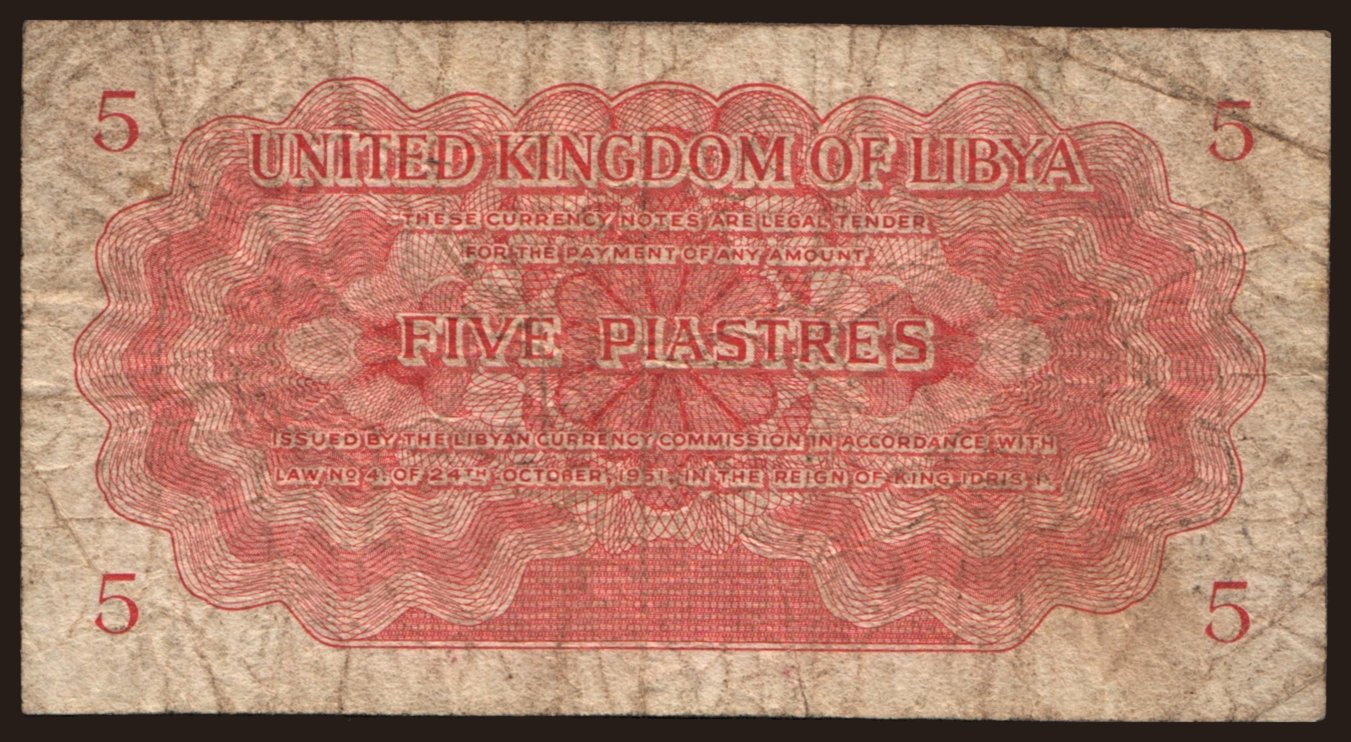 5 5
UNITED KINGDOM OF LIBYA
THESE CURRENCY NOTES ARE LEGAL TENDER
FOR THE PAYMENT OF ANY AMOUNT
FIVE PIASTRES
ISSUED BY THE LIBYAN CURRENCY COMMISSION IN ACCORDANCE WITH
LAW Nº 4. OF 24TH OCTOBER, 1951, IN THE REIGN OF KING IDRIS I.
5 5